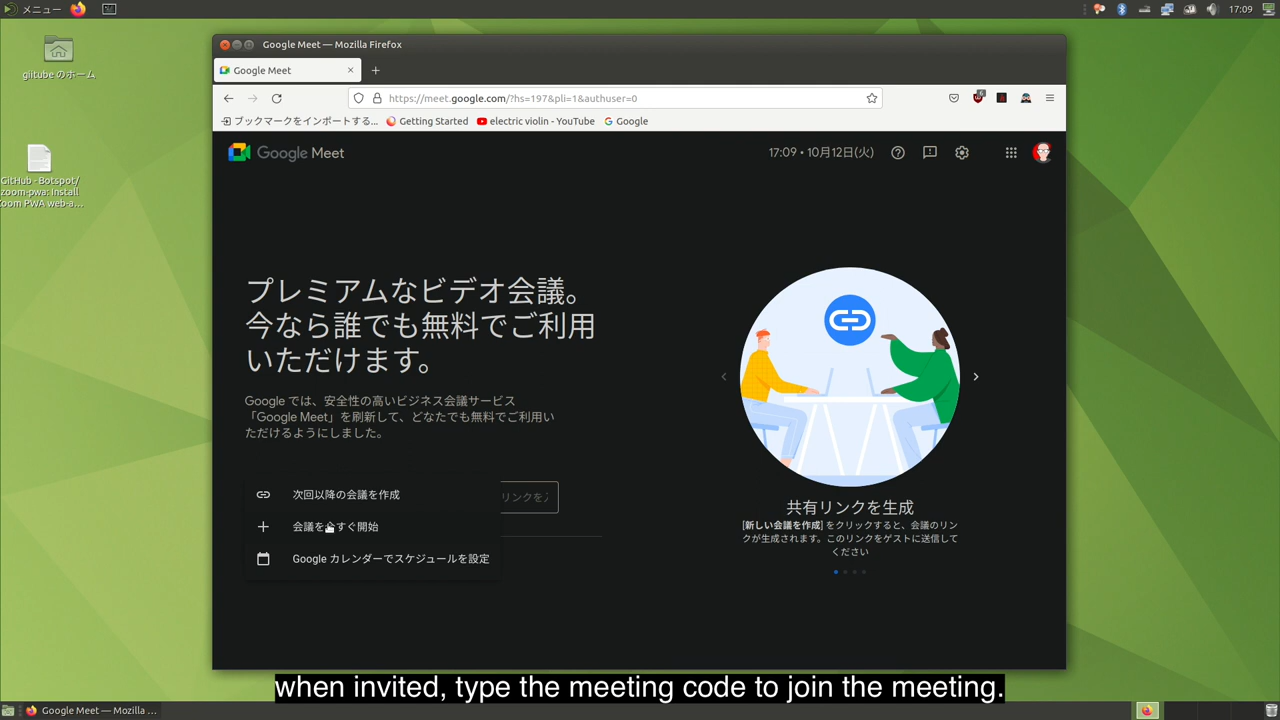 メニュー
17:09
glitube のホーム
GitHub - Botspot/
zoom-pwa: Install
Zoom PWA web-a...
Google Meet — Mozilla Firefox
Google Meet
https://meet.google.com/?hs=197&pli=1&authuser=0
ブックマークをインポートする...
Getting Started
electric violin - YouTube
Google
Google Meet
17:09 • 10月12日(火)
プレミアムなビデオ会議。
今なら誰でも無料でご利用
いただけます。
Google では、安全性の高いビジネス会議サービス
「Google Meet」を刷新して、どなたでも無料でご利用い
ただけるようにしました。
次回以降の会議を作成
リンクを入
会議を今すぐ開始
Google カレンダーでスケジュールを設定
共有リンクを生成
[新しい会議を作成] をクリックすると、会議のリン
クが生成されます。このリンクをゲストに送信して
ください
when invited, type the meeting code to join the meeting.
Google Meet — Mozilla ...